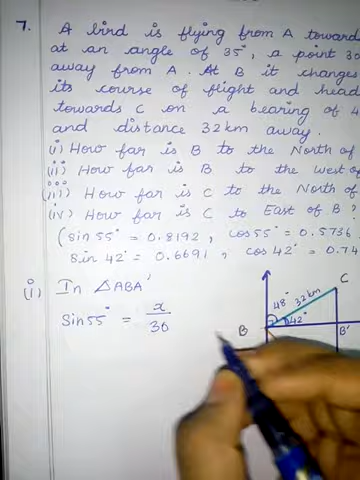 7. A bird is flying from A toward
at an angle of 35°, a point 30
away from A. At B it changes
its course of flight and head
towards C on a bearing of 4
and distance 32 km away.
(i) How far is B to the North of
(ii) How far is B to the West of
(iii) How far is C to the North of
(iv) How far is C to East of B?
(sin 55° = 0.8192, cos 55° = 0.5736
sin 42° = 0.6691, cos 42° = 0.74
(i) In △ABA'
Sin 55° = x/30
C
48° 32 km
42°
B
B'